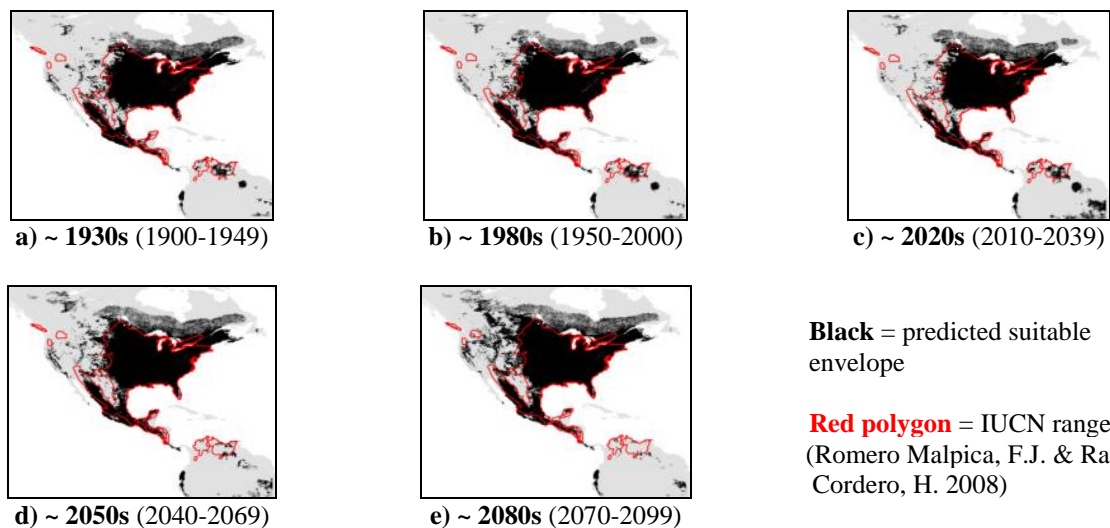 a) ~ 1930s (1900-1949)
b) ~ 1980s (1950-2000)
c) ~ 2020s (2010-2039)
d) ~ 2050s (2040-2069)
e) ~ 2080s (2070-2099)
Black = predicted suitable
envelope
Red polygon = IUCN range
(Romero Malpica, F.J. & Ra
Cordero, H. 2008)